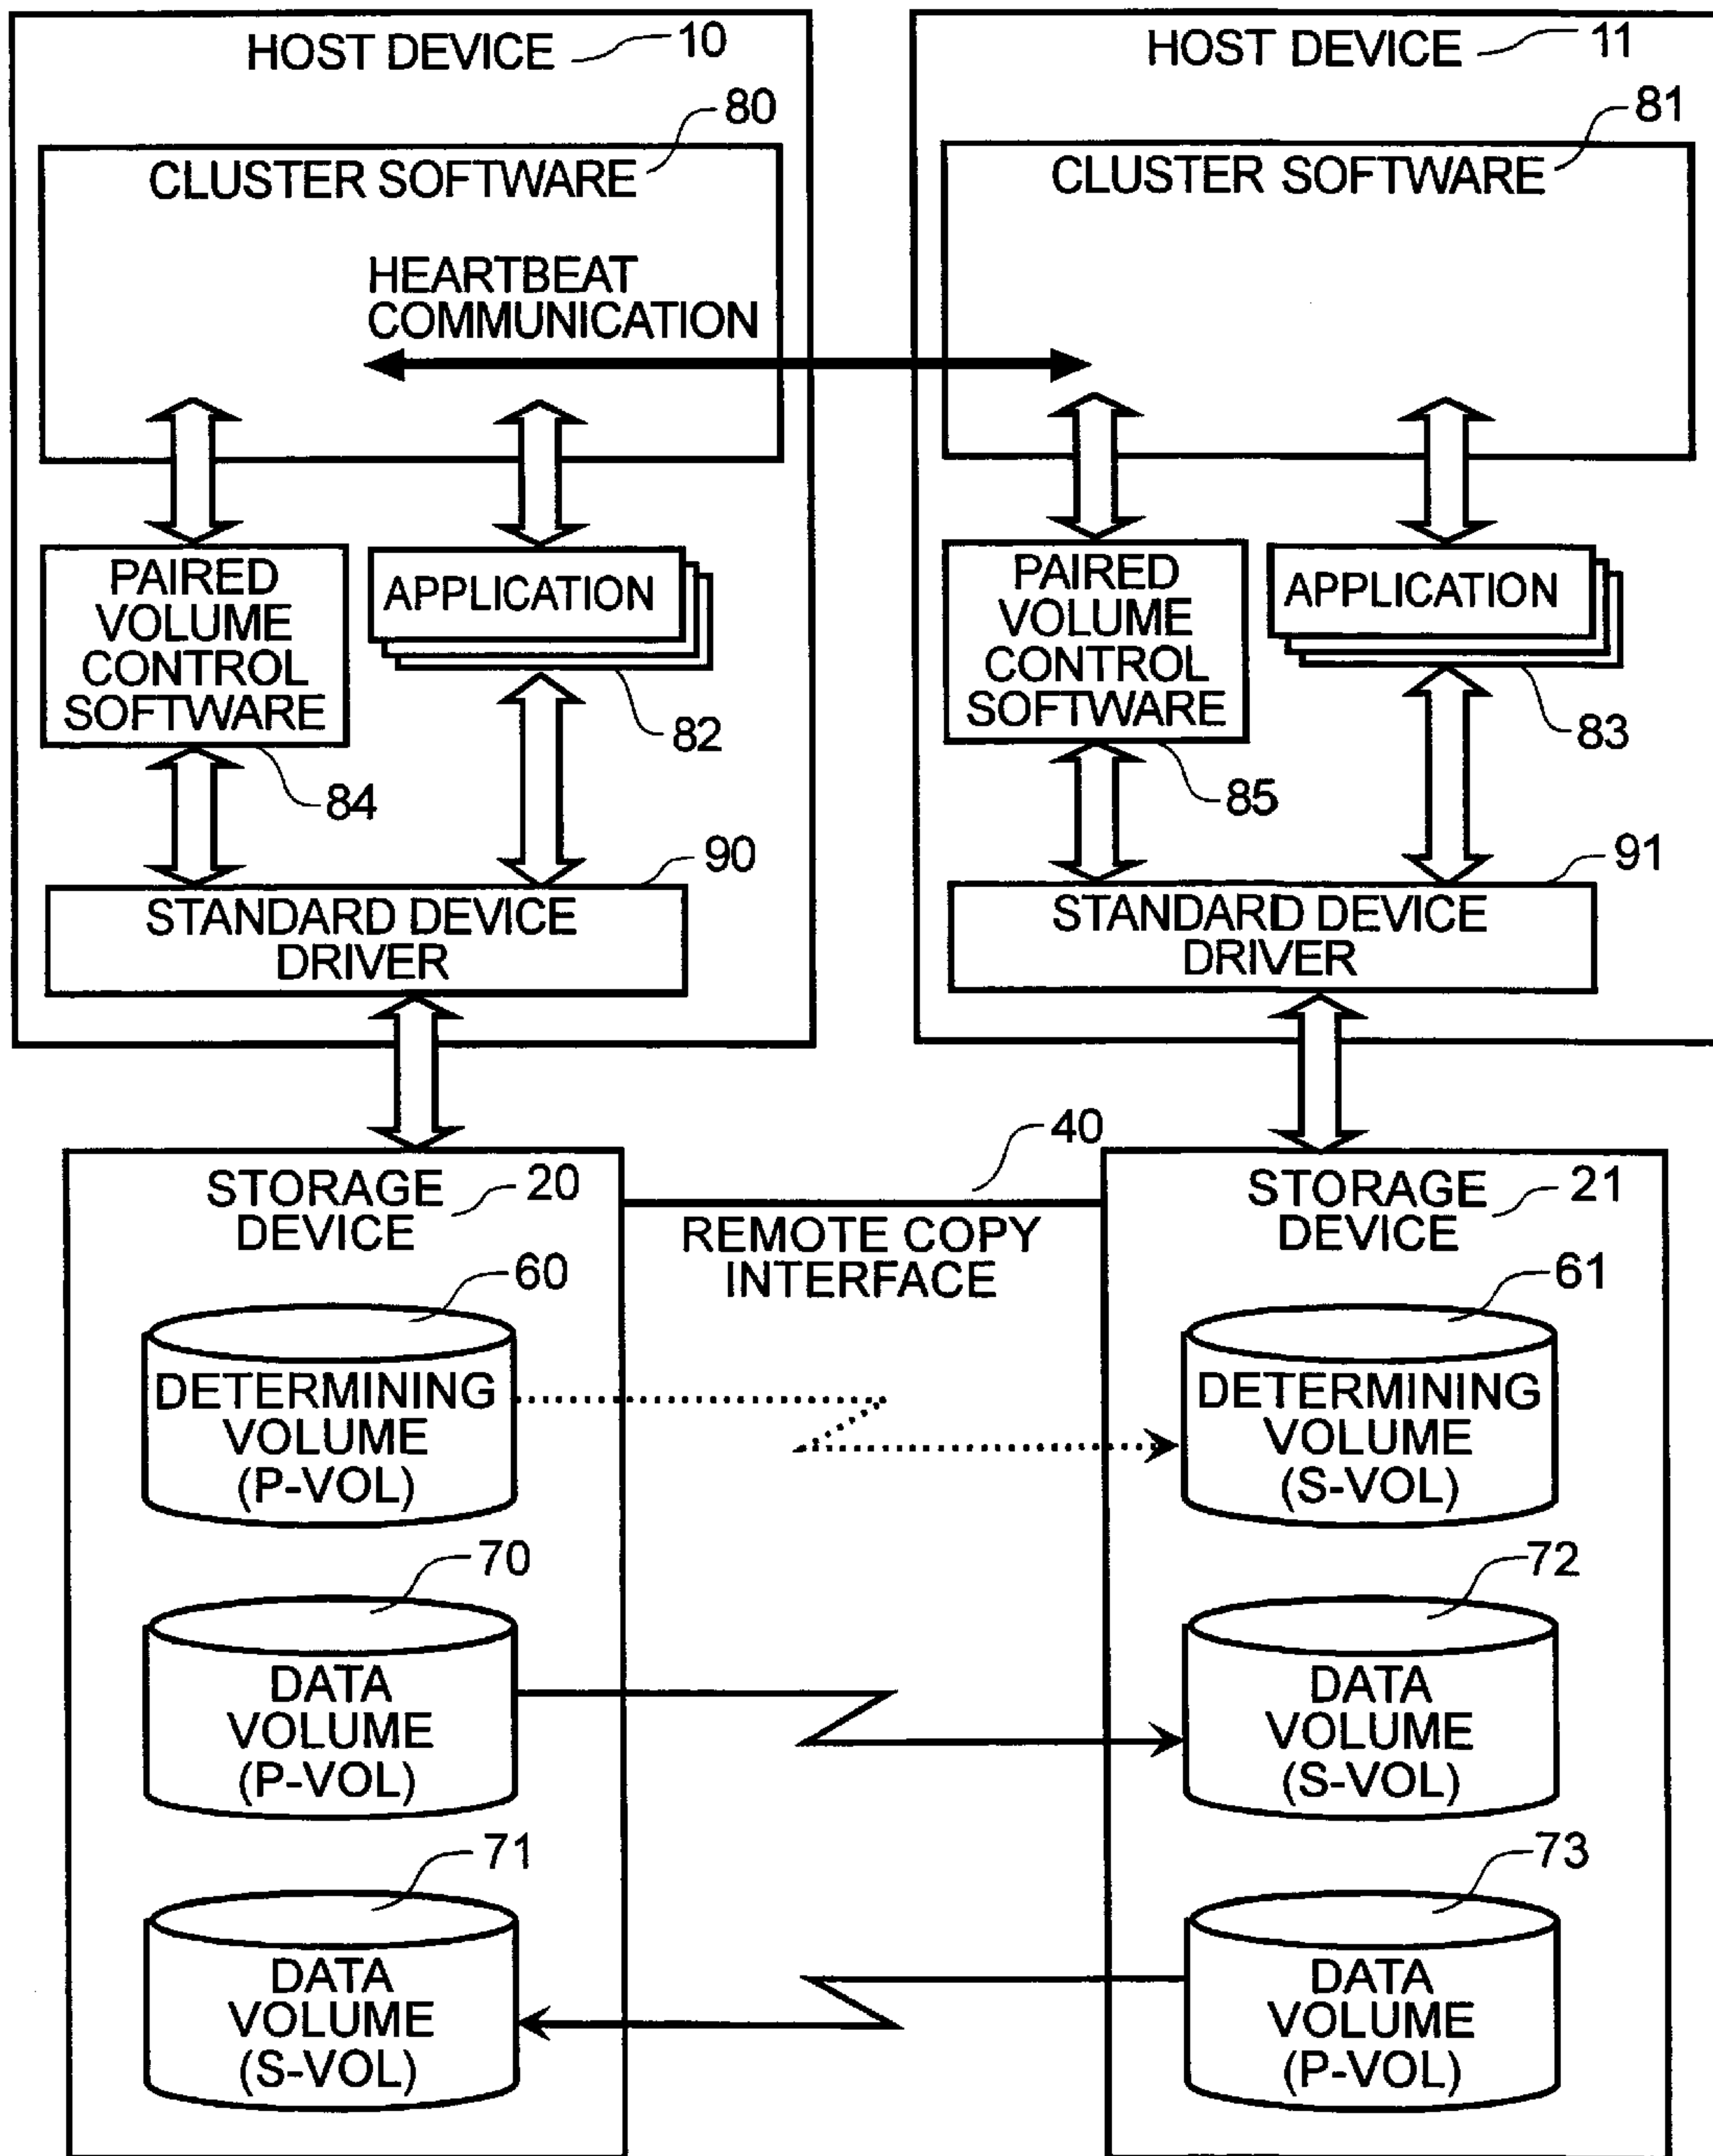 HOST DEVICE 10
80
CLUSTER SOFTWARE
HEARTBEAT
COMMUNICATION
PAIRED
VOLUME
CONTROL
SOFTWARE
84
APPLICATION
82
90
STANDARD DEVICE
DRIVER
HOST DEVICE 11
81
CLUSTER SOFTWARE
PAIRED
VOLUME
CONTROL
SOFTWARE
85
APPLICATION
83
91
STANDARD DEVICE
DRIVER
STORAGE
DEVICE
20
60
DETERMINING
VOLUME
(P-VOL)
70
DATA
VOLUME
(P-VOL)
71
DATA
VOLUME
(S-VOL)
40
REMOTE COPY
INTERFACE
STORAGE
DEVICE
21
61
DETERMINING
VOLUME
(S-VOL)
72
DATA
VOLUME
(S-VOL)
73
DATA
VOLUME
(P-VOL)